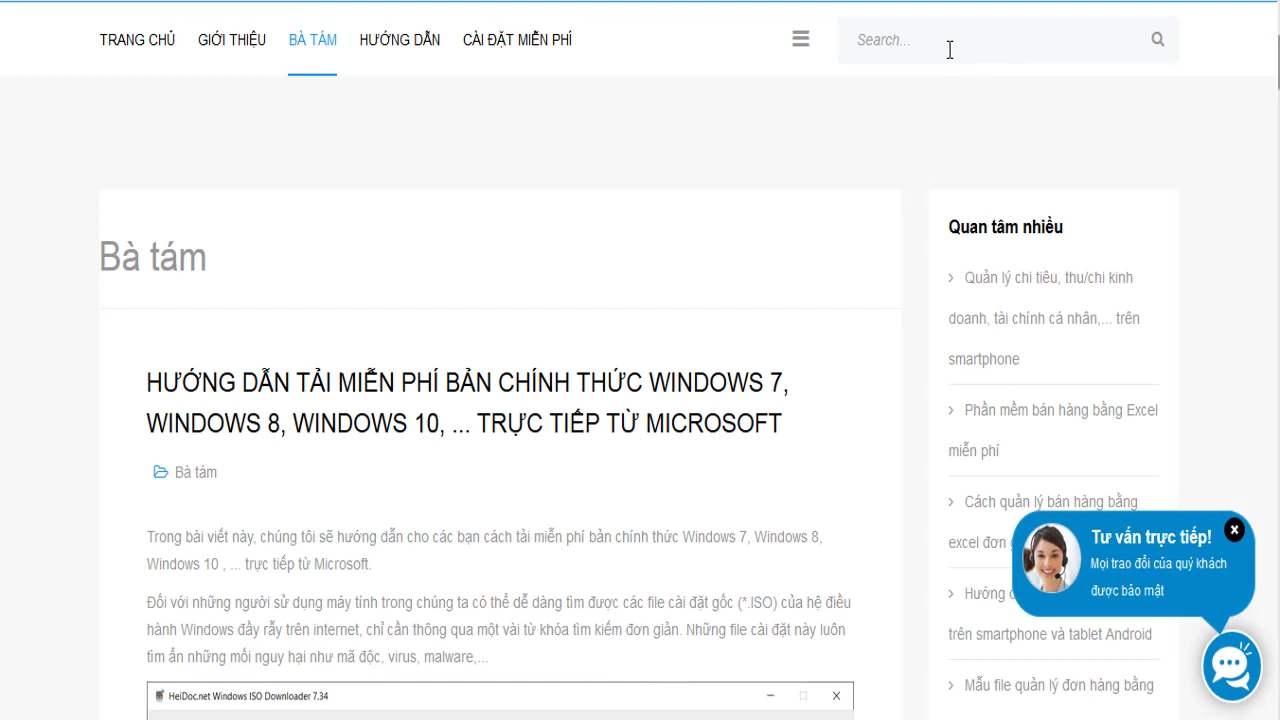 TRANG CHỦ GIỚI THIỆU BÀ TÁM HƯỚNG DẪN CÀI ĐẶT MIỄN PHÍ
Search...
Bà tám
HƯỚNG DẪN TẢI MIỄN PHÍ BẢN CHÍNH THỨC WINDOWS 7,
WINDOWS 8, WINDOWS 10, ... TRỰC TIẾP TỪ MICROSOFT
Bà tám
Trong bài viết này, chúng tôi sẽ hướng dẫn cho các bạn cách tải miễn phí bản chính thức Windows 7, Windows 8,
Windows 10 , ... trực tiếp từ Microsoft.
Đối với những người sử dụng máy tính trong chúng ta có thể dễ dàng tìm được các file cài đặt gốc (*.ISO) của hệ điều
hành Windows đầy rẫy trên internet, chỉ cần thông qua một vài từ khóa tìm kiếm đơn giản. Những file cài đặt này luôn
tìm ẩn những mối nguy hại như mã độc, virus, malware,...
HeiDoc.net Windows ISO Downloader 7.34
Quan tâm nhiều
Quản lý chi tiêu, thu/chi kinh
doanh, tài chính cá nhân,... trên
smartphone
Phần mềm bán hàng bằng Excel
miễn phí
Cách quản lý bán hàng bằng
excel đơn
Hướng
trên smartphone và tablet Android
Mẫu file quản lý đơn hàng bằng
Tư vấn trực tiếp!
Mọi trao đổi của quý khách
được bảo mật